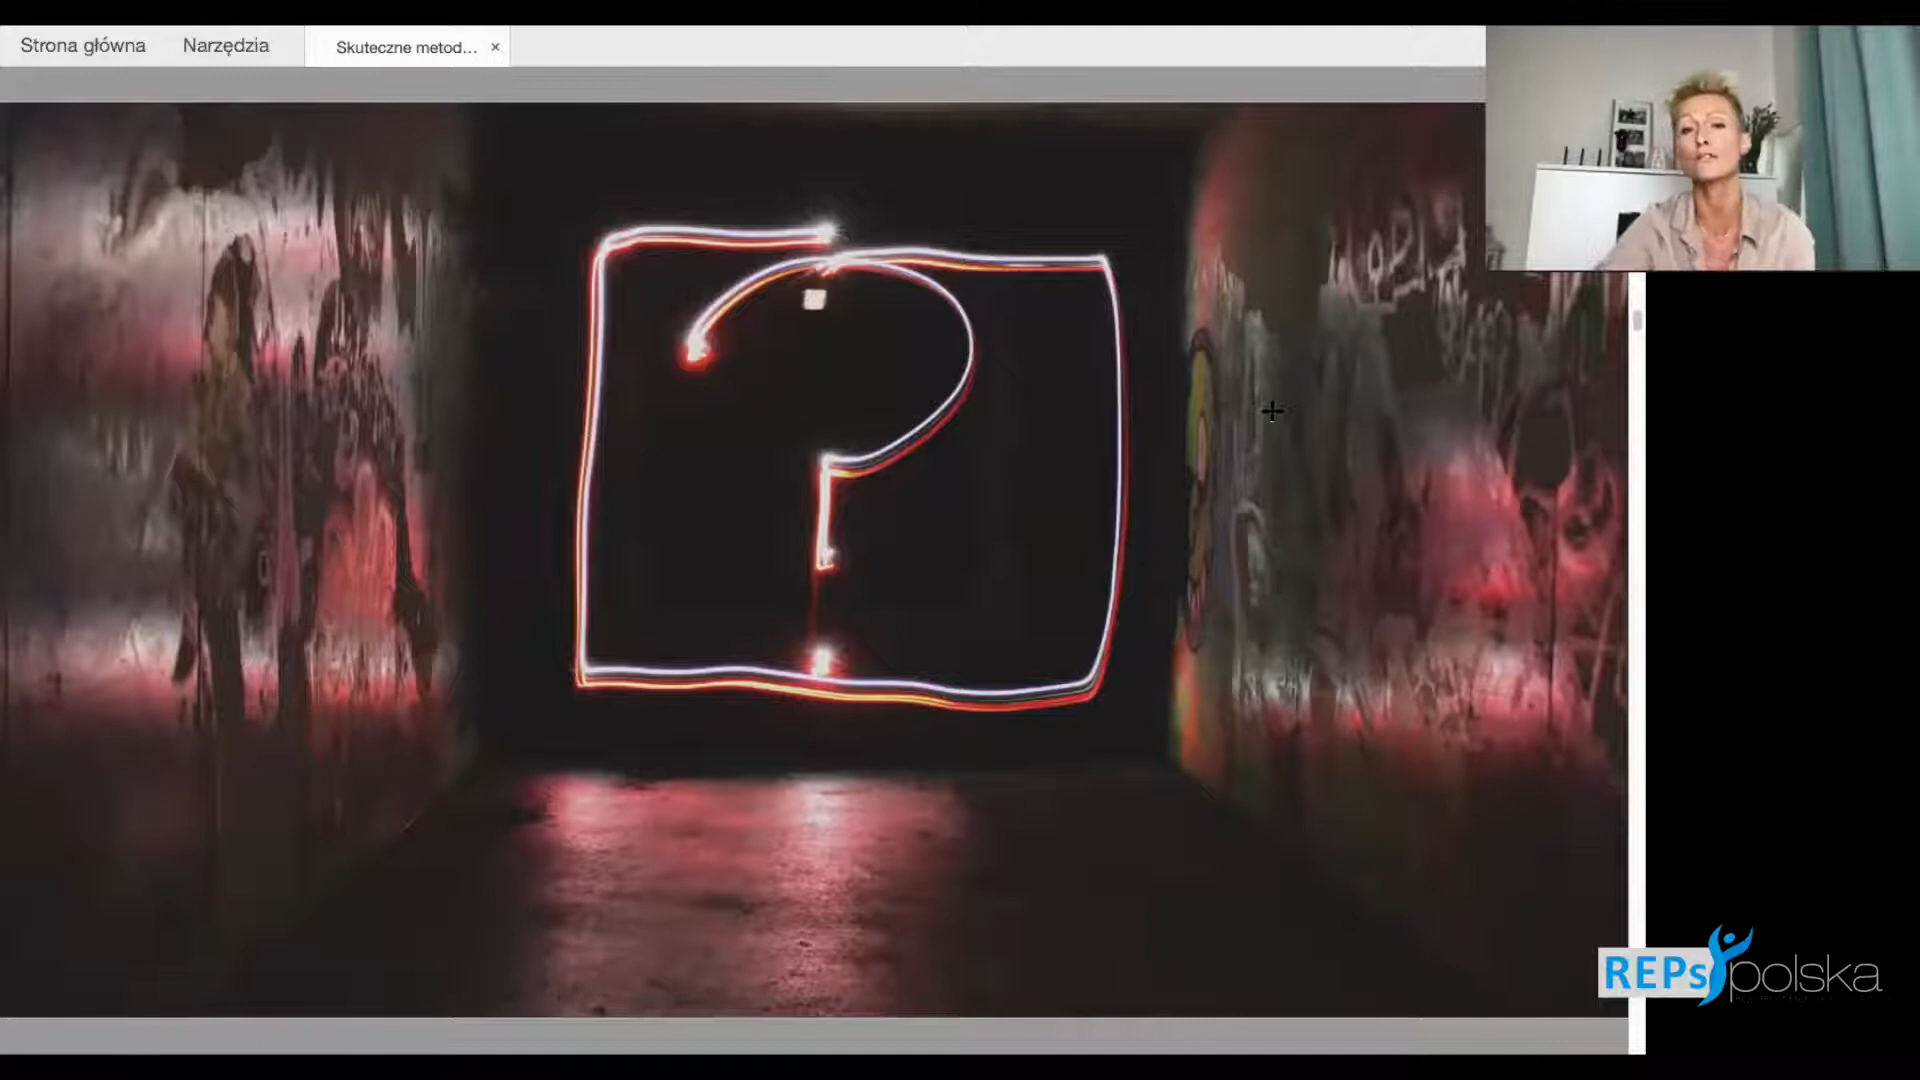 Strona główna
Narzędzia
Skuteczne metod... ×
?
REPs polska